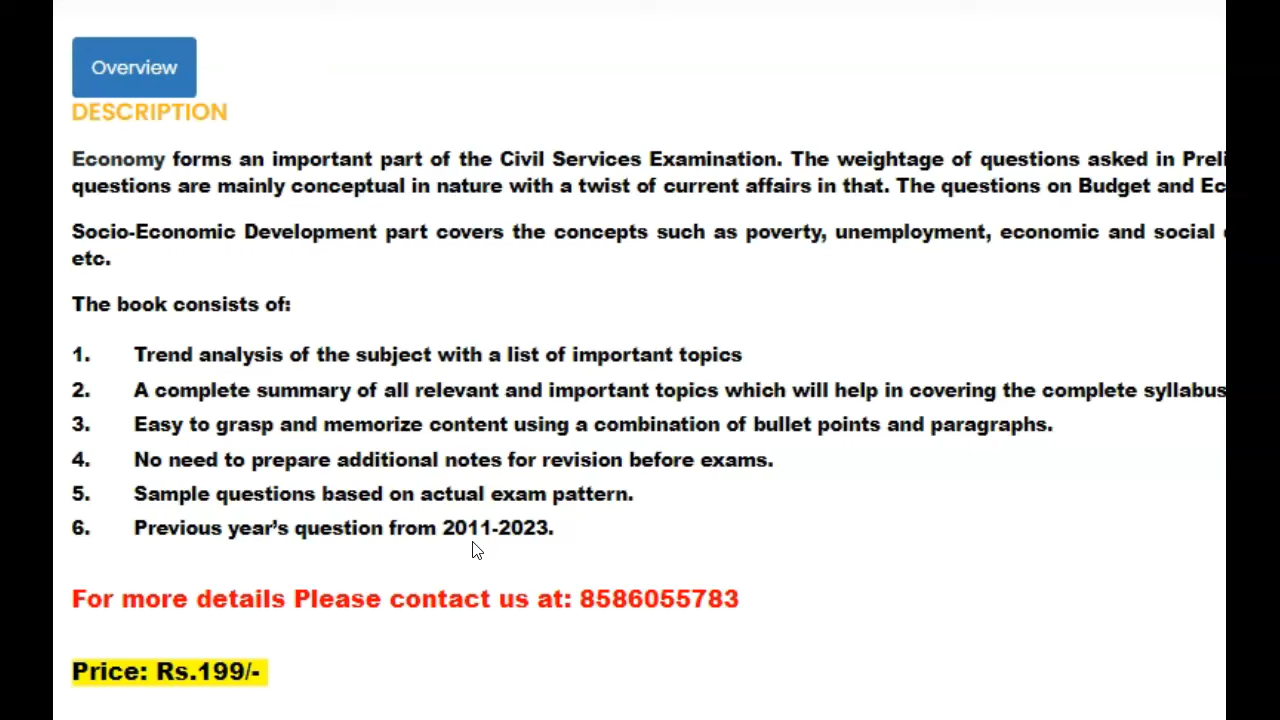 Overview
DESCRIPTION
Economy forms an important part of the Civil Services Examination. The weightage of questions asked in
questions are mainly conceptual in nature with a twist of current affairs in that. The questions on Budget and
Socio-Economic Development part covers the concepts such as poverty, unemployment, economic and social
etc.
The book consists of:
1. Trend analysis of the subject with a list of important topics
2. A complete summary of all relevant and important topics which will help in covering the complete syllabus
3. Easy to grasp and memorize content using a combination of bullet points and paragraphs.
4. No need to prepare additional notes for revision before exams.
5. Sample questions based on actual exam pattern.
6. Previous year’s question from 2011-2023.
For more details Please contact us at: 8586055783
Price: Rs.199/-